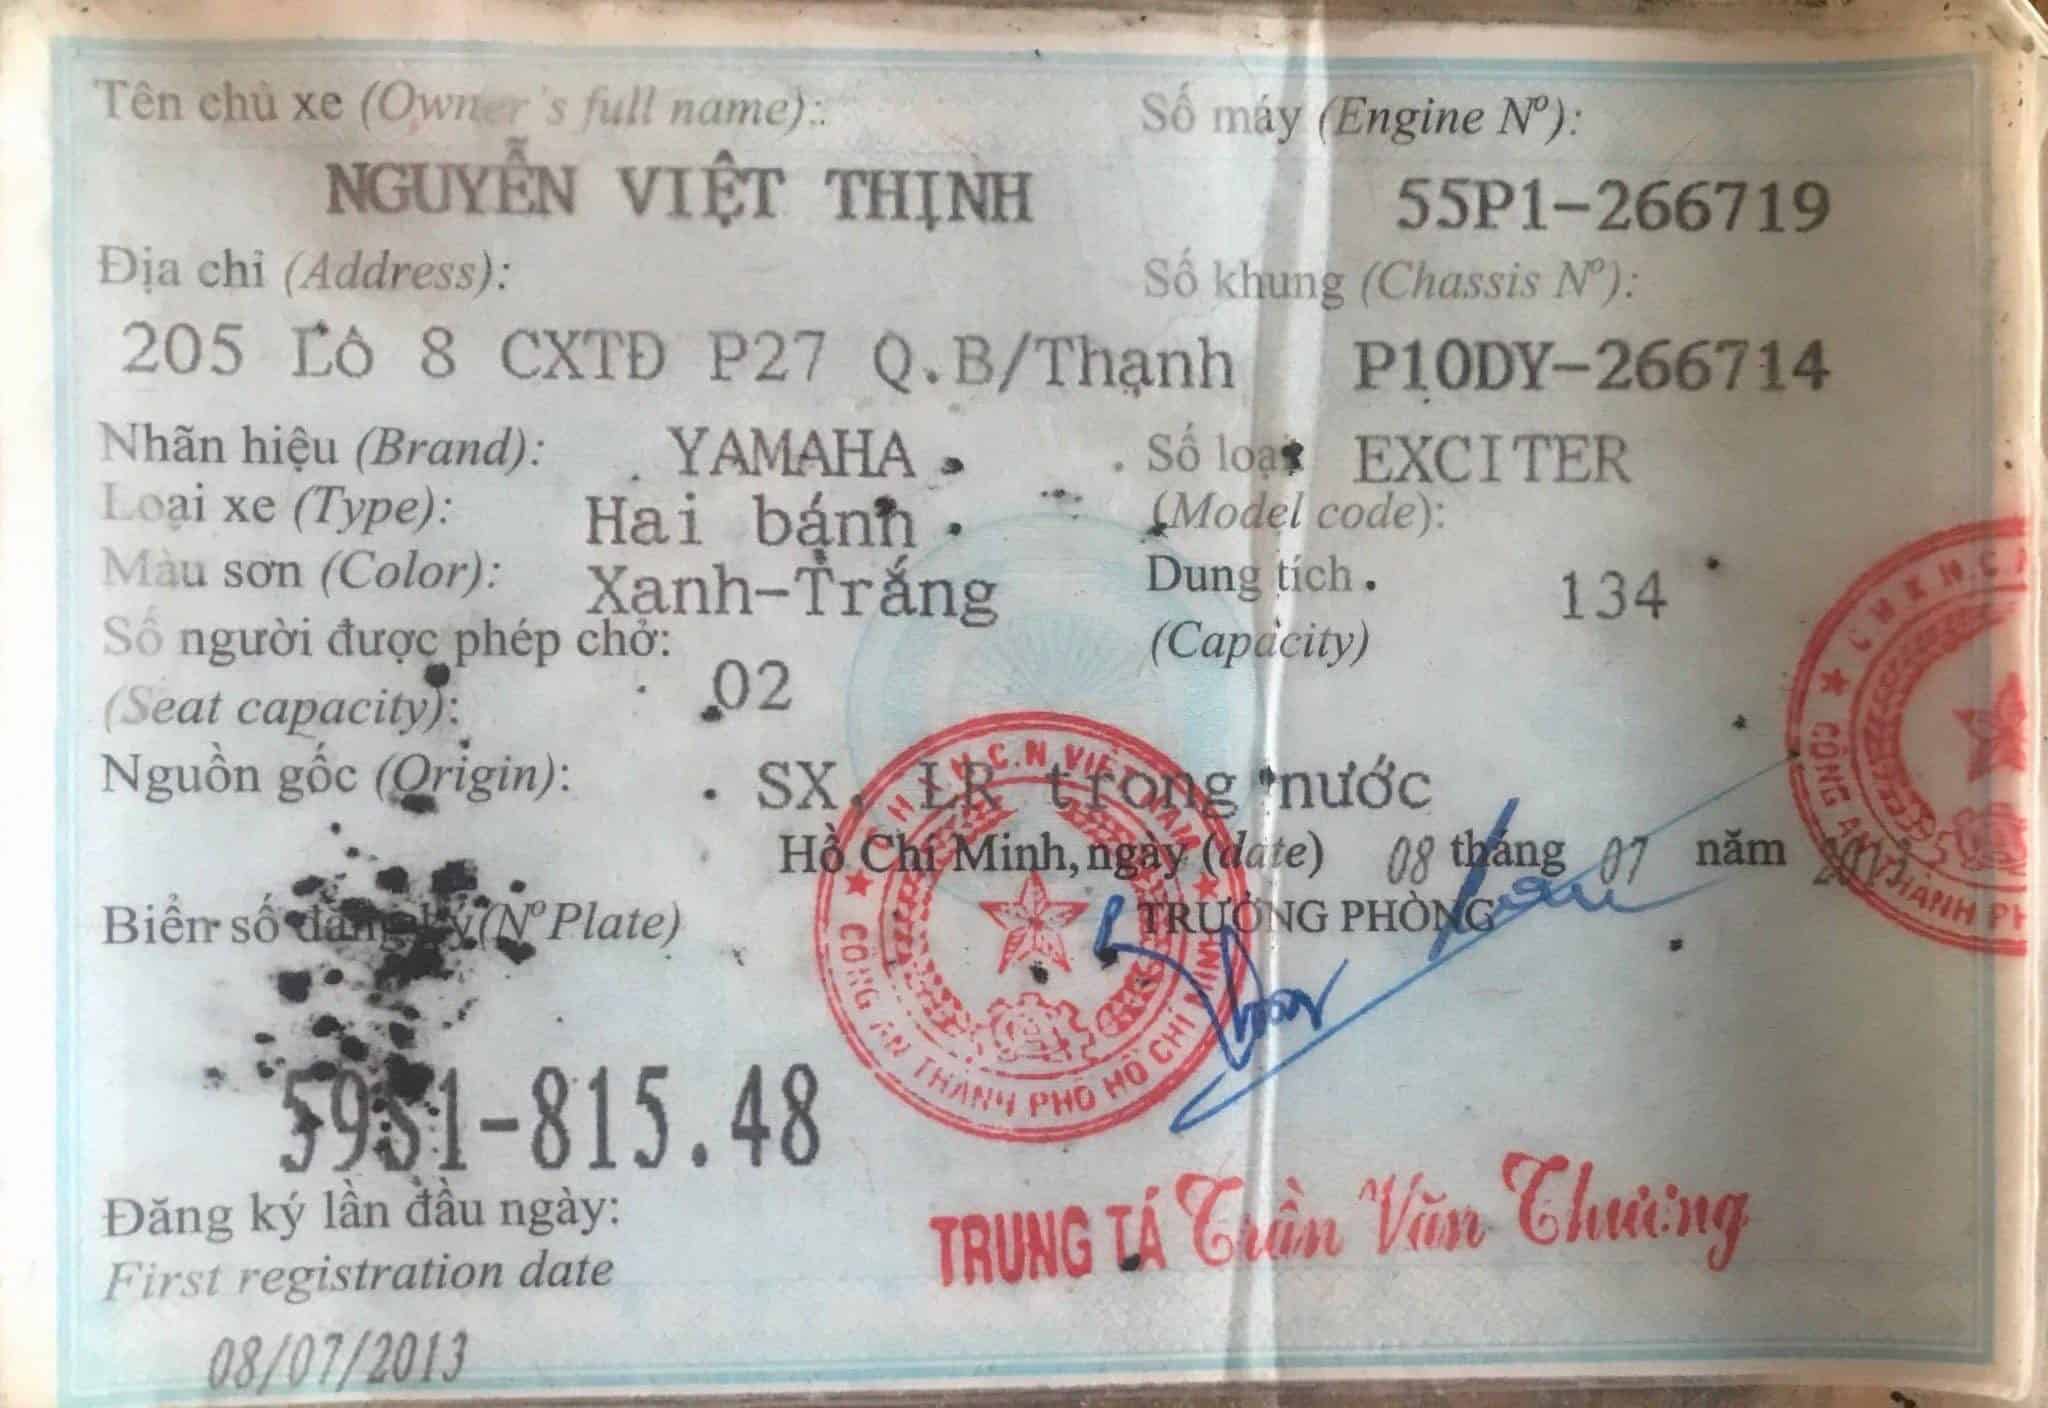 Tên chủ xe (Owner's full name):
NGUYỄN VIỆT THỊNH
Số máy (Engine Nº):
55P1-266719
Địa chỉ (Address):
205 Lô 8 CXTĐ P27 Q.B/Thạnh
Số khung (Chassis Nº):
P10DY-266714
Nhãn hiệu (Brand): YAMAHA
Số loại EXCITER
(Model code):
Loại xe (Type): Hai bánh
Màu sơn (Color): Xanh-Trắng
Dung tích 134
(Capacity)
Số người được phép chở:
(Seat capacity): 02
Nguồn gốc (Origin): SX, LR trong nước
Hồ Chí Minh, ngày (date) 08 tháng 07 năm 2013
TRƯỞNG PHÒNG
Biển số đăng ký (Nº Plate)
59S1-815.48
C.H.X.H.C.N VIỆT NAM
CÔNG AN THÀNH PHỐ HỒ CHÍ MINH
C.H.X.H.C.N
CÔNG AN THÀNH PH
TRUNG TÁ Trần Văn Thương
Đăng ký lần đầu ngày:
First registration date
08/07/2013